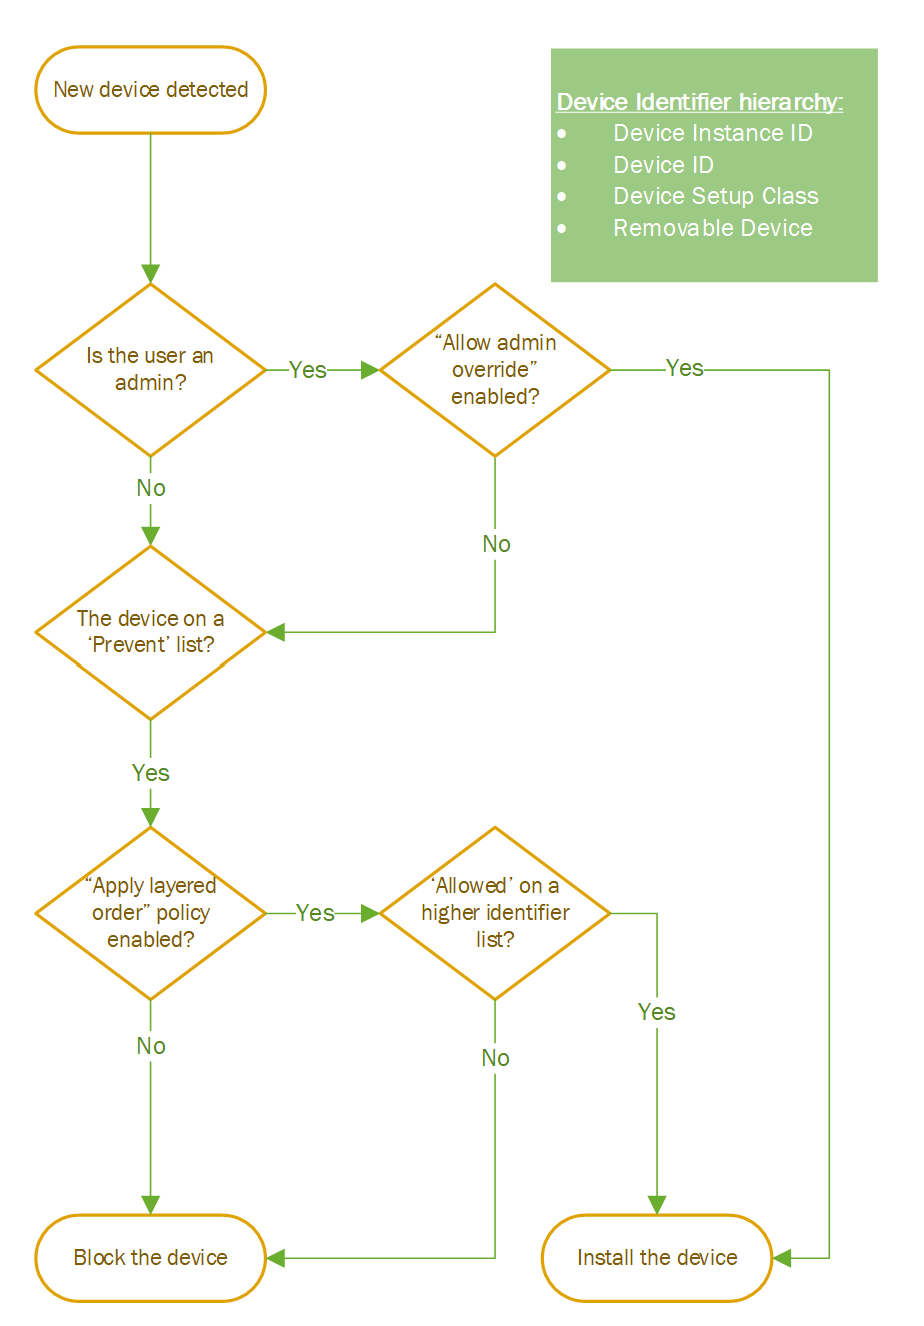 New device detected
Device Identifier hierarchy:
• Device Instance ID
• Device ID
• Device Setup Class
• Removable Device
Is the user an
admin?
Yes
“Allow admin
override”
enabled?
Yes
No
No
The device on a
‘Prevent’ list?
Yes
“Apply layered
order” policy
enabled?
Yes
‘Allowed’ on a
higher identifier
list?
Yes
No
No
Block the device
Install the device